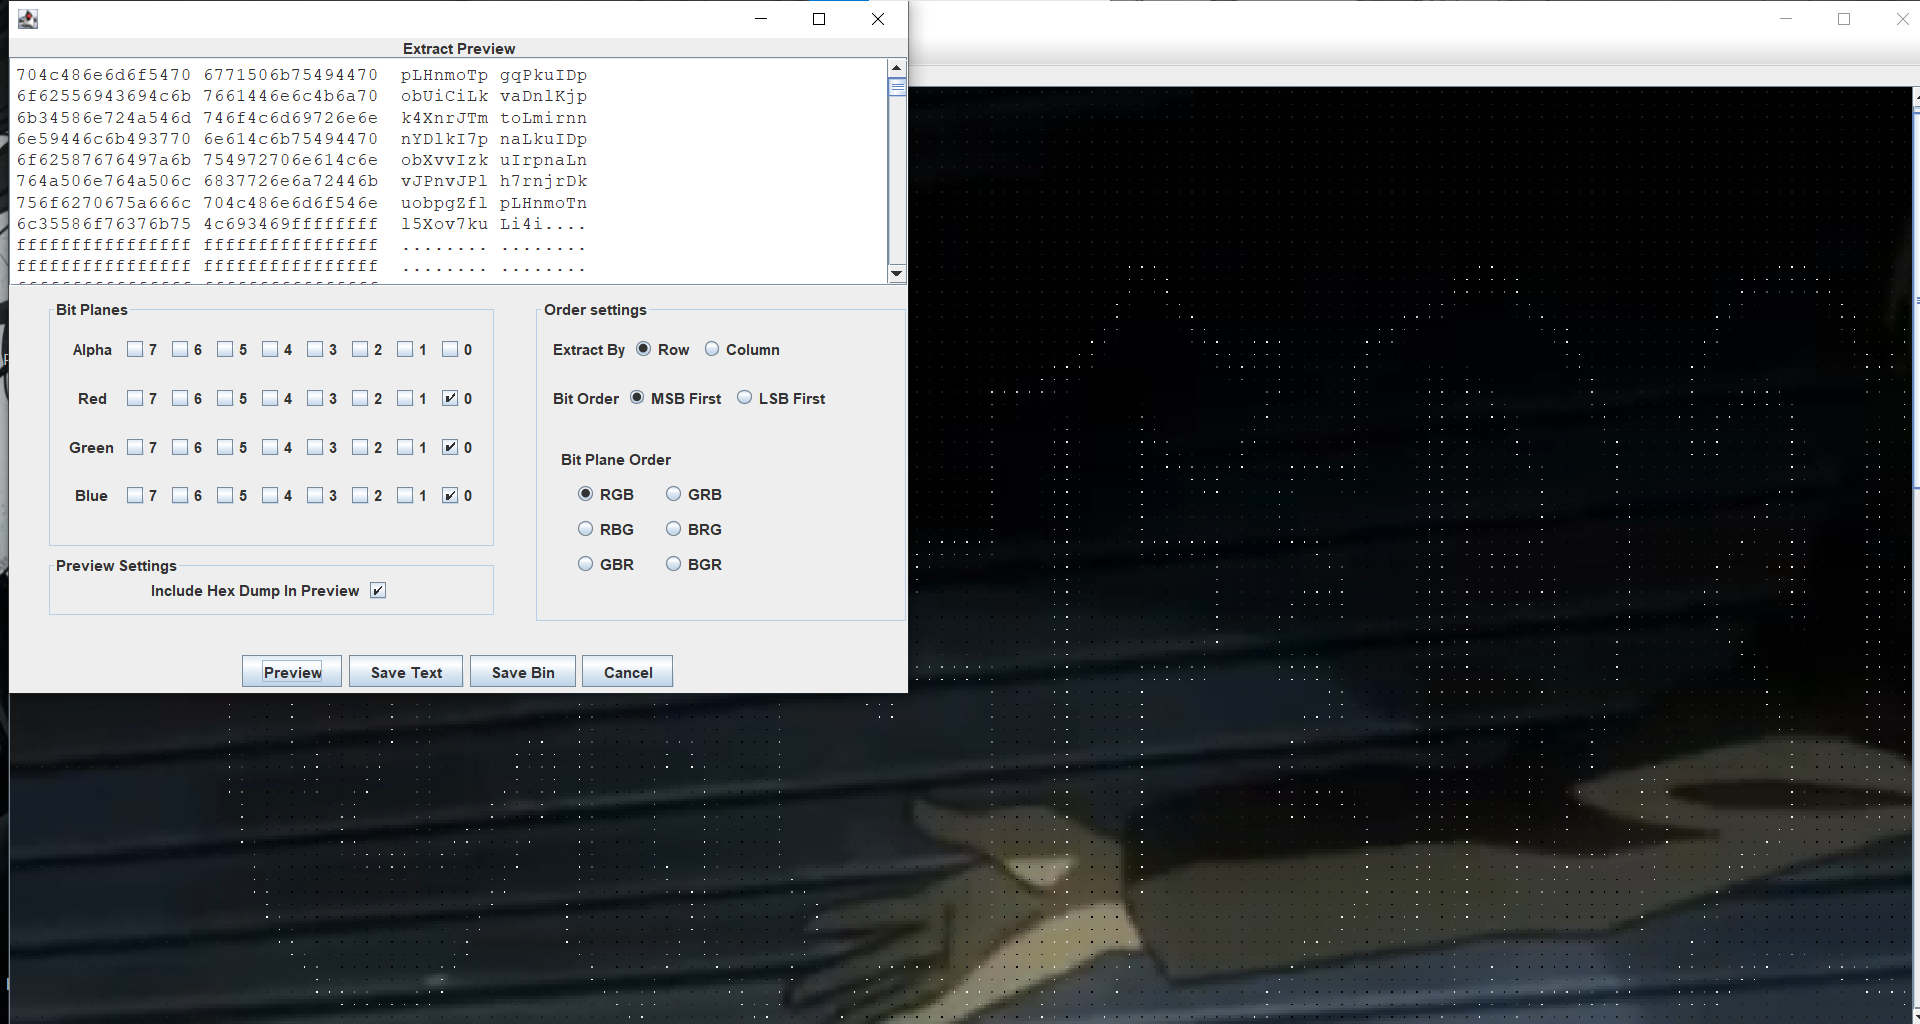 Extract Preview
704c486e6d6f5470 6771506b75494470 pLHnmoTp gqPkuIDp
6f62556943694c6b 7661446e6c4b6a70 obUiCiLk vaDnlKjp
6b34586e724a546d 746f4c6d69726e6e k4XnrJTm toLmirnn
6e59446c6b493770 6e614c6b75494470 nYDlkI7p naLkuIDp
6f62587676497a6b 754972706e614c6e obXvvIzk uIrpnaLn
764a506e764a506c 6837726e6a72446b vJPnvJPl h7rnjrDk
756f6270675a666c 704c486e6d6f546e uobpgZfl pLHnmoTn
6c35586f76376b75 4c693469ffffffff l5Xov7ku Li4i....
ffffffffffffffff ffffffffffffffff ........ ........
ffffffffffffffff ffffffffffffffff ........ ........
Bit Planes
Alpha 7 6 5 4 3 2 1 0
Red 7 6 5 4 3 2 1 0
Green 7 6 5 4 3 2 1 0
Blue 7 6 5 4 3 2 1 0
Preview Settings
Include Hex Dump In Preview
Order settings
Extract By Row Column
Bit Order MSB First LSB First
Bit Plane Order
RGB GRB
RBG BRG
GBR BGR
Preview Save Text Save Bin Cancel